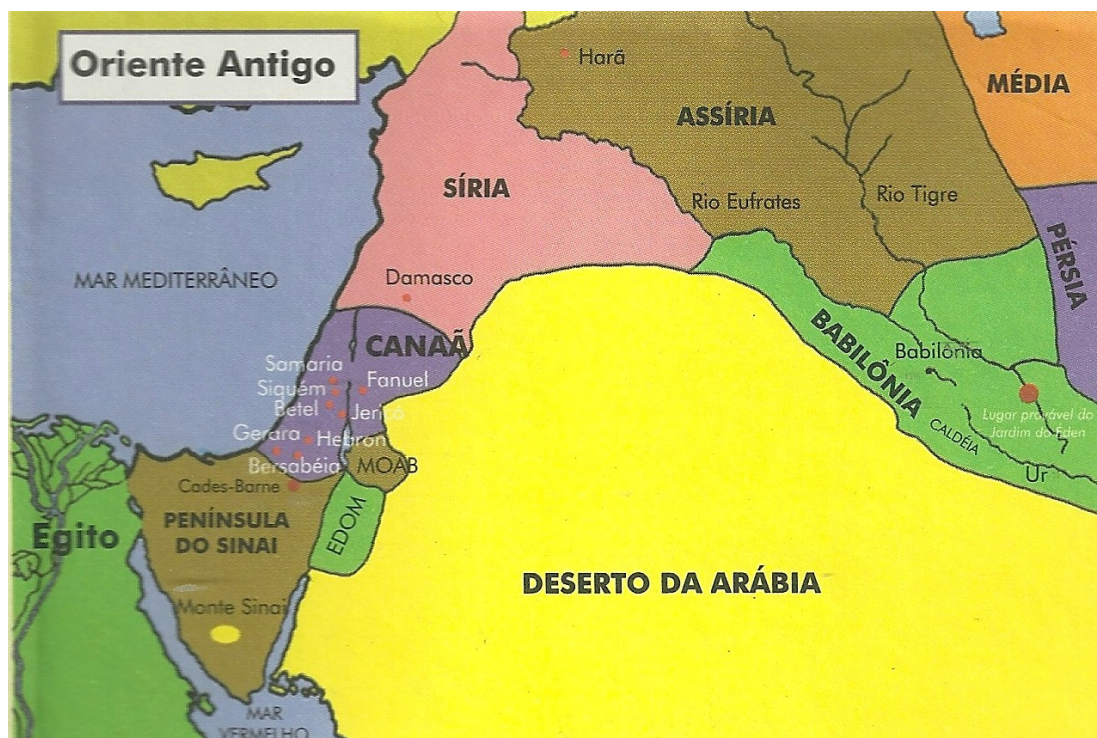 Oriente Antigo
Harã
MÉDIA
ASSÍRIA
SÍRIA
Rio Eufrates
Rio Tigre
PÉRSIA
MAR MEDITERRÂNEO
Damasco
BABILÔNIA
CANAÃ
Babilônia
Samaria
Fanuel
Siquém
Betel
Jericó
Lugar provável do
Jardim do Eden
Gerara
Hebron
CALDÉIA
Bersabéia
MOAB
Ur
Cades-Barne
PENÍNSULA
DO SINAI
EDOM
Egito
DESERTO DA ARÁBIA
Monte Sinai
MAR
VERMELHO